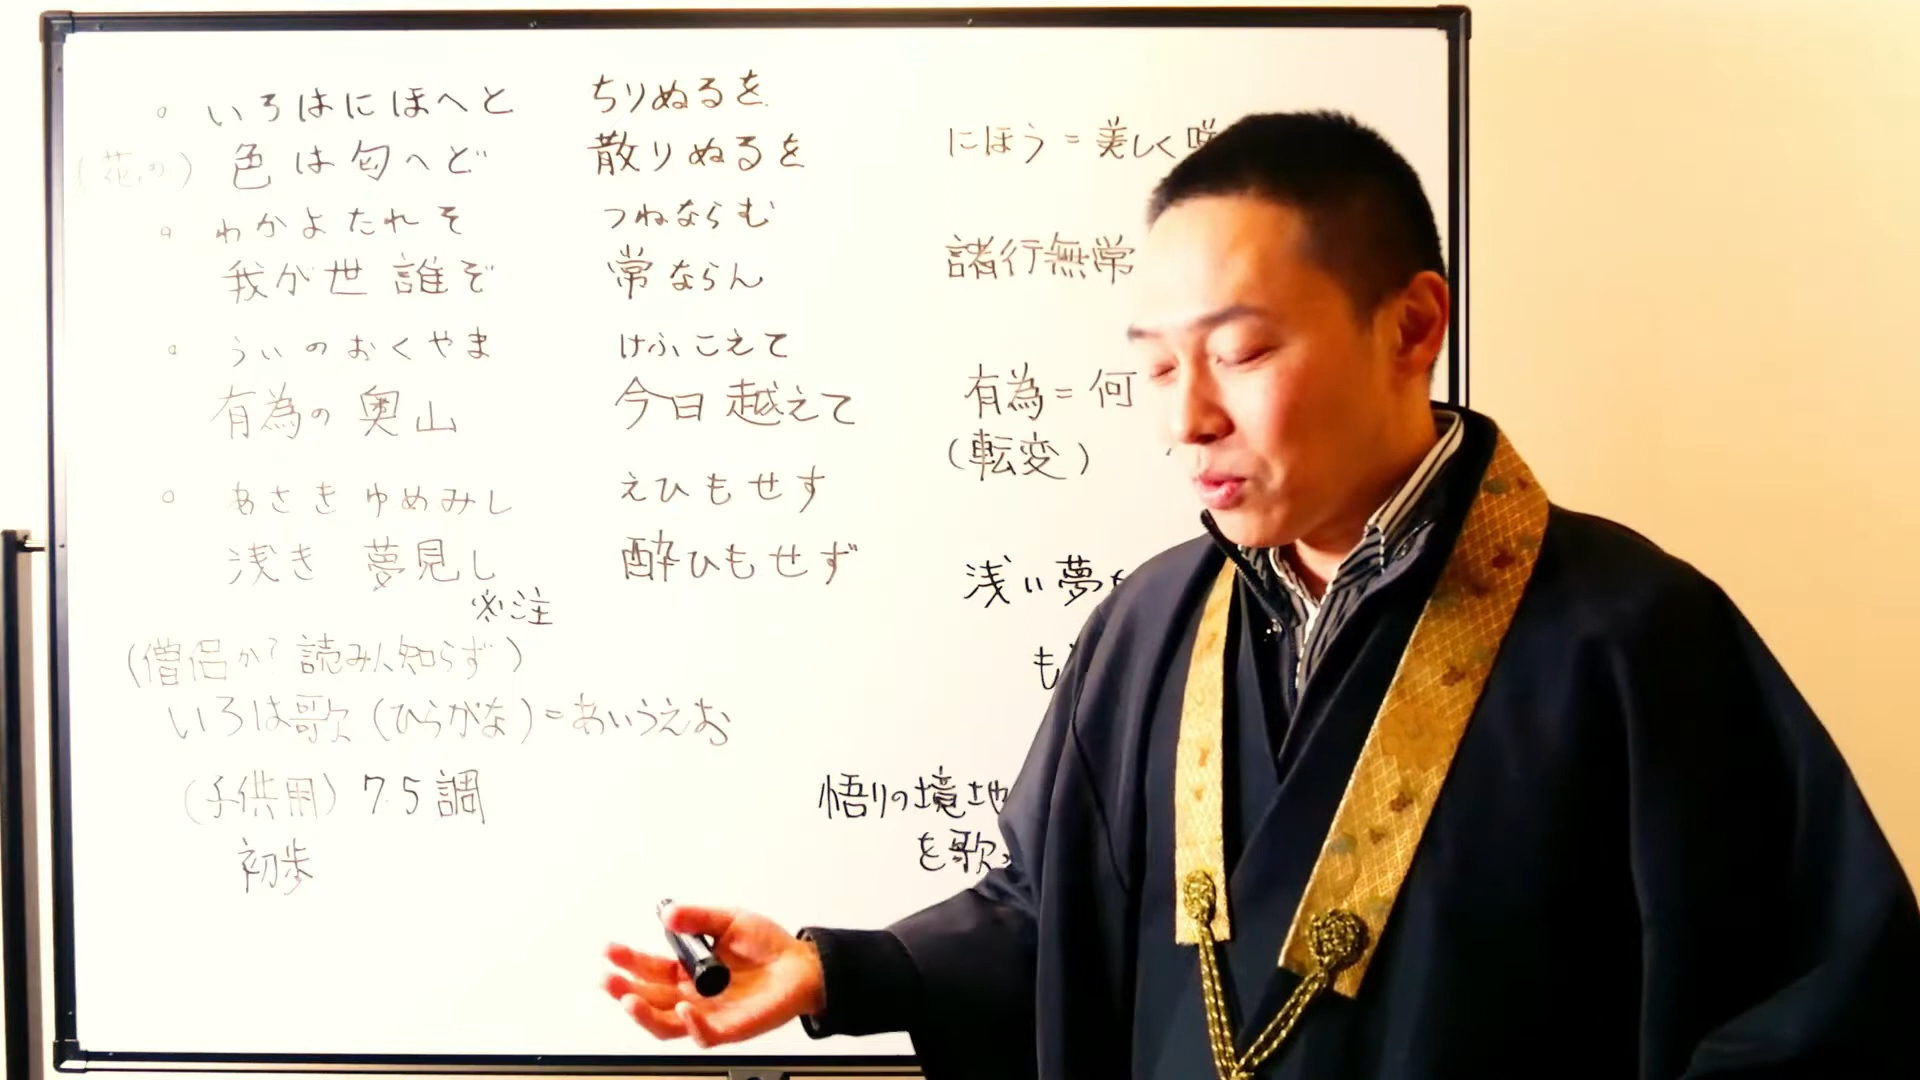 。いろはにほへと ちりぬるを
(花の) 色は匂へど 散りぬるを
。わかよたれそ つねならむ
我が世誰ぞ 常ならん
。うゐのおくやま けふこえて
有為の奥山 今日越えて
。あさきゆめみし ゑひもせす
浅き 夢見し 酔ひもせず
※注
(僧侶か? 読み人知らず)
いろは歌(ひらがな)=あいうえお
(子供用) 75調
初歩
にほう=美しく咲
諸行無常
有為=何
(転変)
浅い夢
も
悟りの境地
を歌